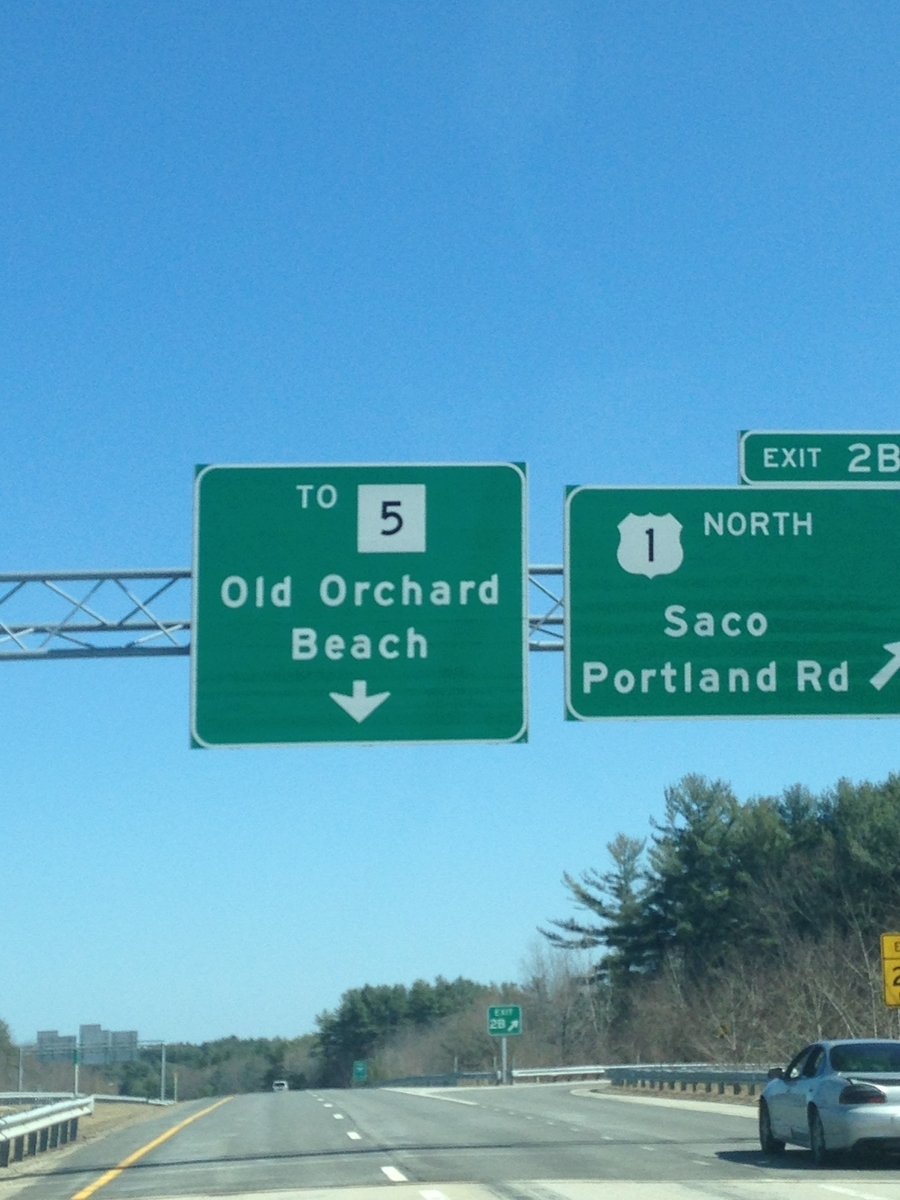 TO 5
Old Orchard
Beach
EXIT 2B
1 NORTH
Saco
Portland Rd
EXIT
2B